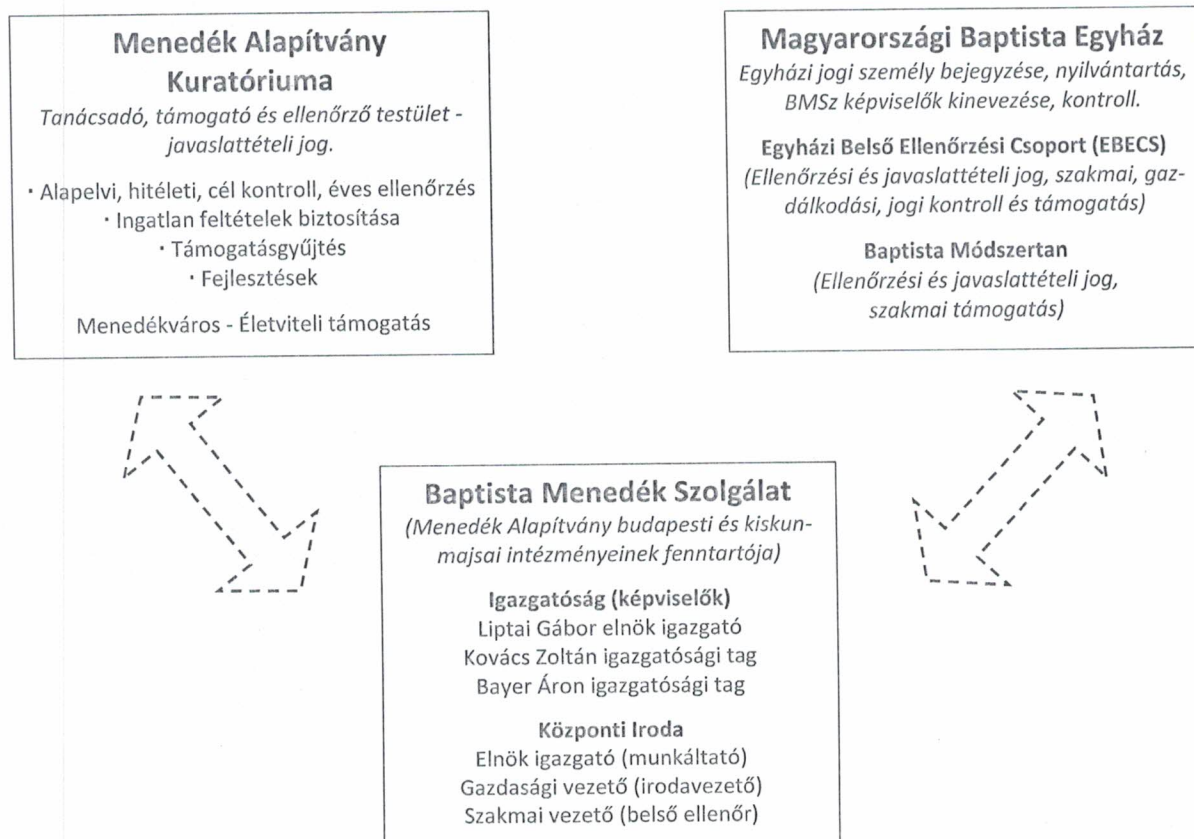 Menedék Alapítvány
Kuratóriuma
Tanácsadó, támogató és ellenőrző testület -
javaslattételi jog.
· Alapelvi, hitéleti, cél kontroll, éves ellenőrzés
· Ingatlan feltételek biztosítása
· Támogatásgyűjtés
· Fejlesztések
Menedékváros - Életviteli támogatás
Magyarországi Baptista Egyház
Egyházi jogi személy bejegyzése, nyilvántartás,
BMSz képviselők kinevezése, kontroll.
Egyházi Belső Ellenőrzési Csoport (EBECS)
(Ellenőrzési és javaslattételi jog, szakmai, gaz-
dálkodási, jogi kontroll és támogatás)
Baptista Módszertan
(Ellenőrzési és javaslattételi jog,
szakmai támogatás)
Baptista Menedék Szolgálat
(Menedék Alapítvány budapesti és kiskun-
majsai intézményeinek fenntartója)
Igazgatóság (képviselők)
Liptai Gábor elnök igazgató
Kovács Zoltán igazgatósági tag
Bayer Áron igazgatósági tag
Központi Iroda
Elnök igazgató (munkáltató)
Gazdasági vezető (irodavezető)
Szakmai vezető (belső ellenőr)